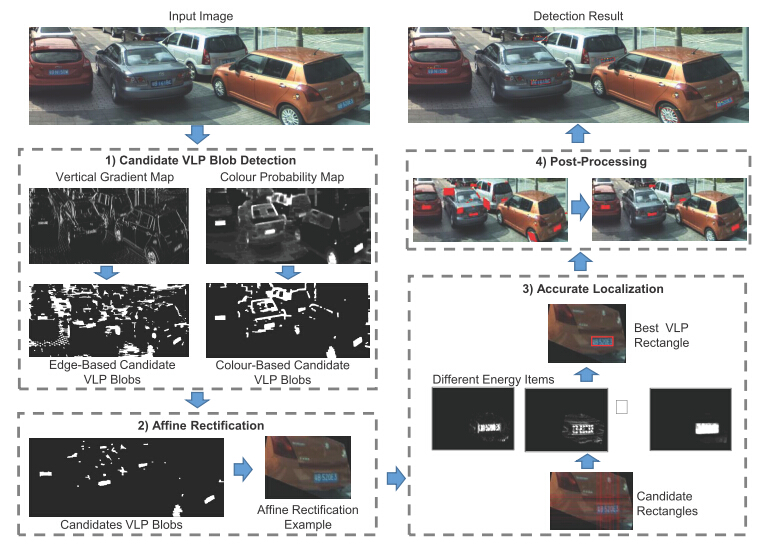 Input Image
1) Candidate VLP Blob Detection
Vertical Gradient Map
Colour Probability Map
Edge-Based Candidate
VLP Blobs
Colour-Based Candidate
VLP Blobs
2) Affine Rectification
Candidates VLP Blobs
Affine Rectification
Example
3) Accurate Localization
Candidate
Rectangles
Different Energy Items
Best VLP
Rectangle
4) Post-Processing
Detection Result